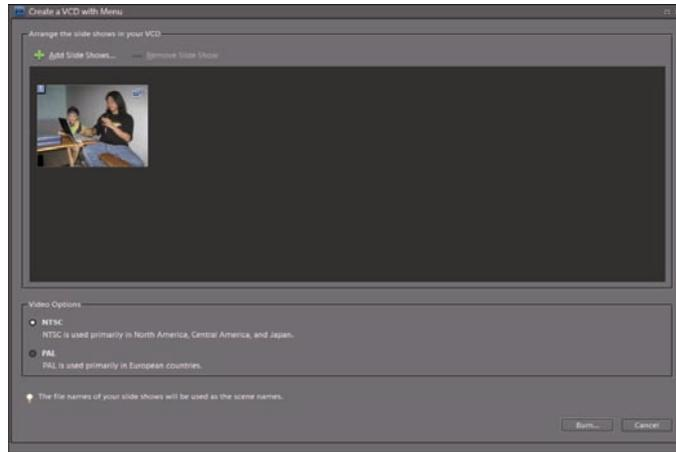 Create a VCD with Menu
Arrange the slide shows in your VCD
Add Slide Shows...
Remove Slide Show
1
Video Options
NTSC
NTSC is used primarily in North America, Central America, and Japan.
PAL
PAL is used primarily in European countries.
The file names of your slide shows will be used as the scene names.
Burn...
Cancel